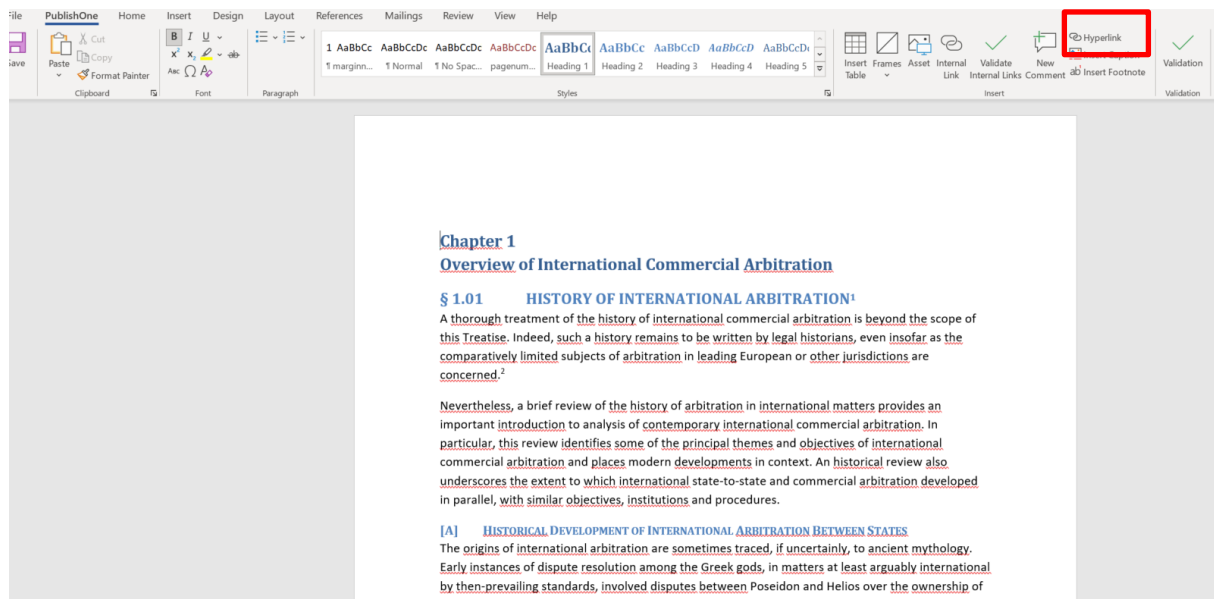 File PublishOne Home Insert Design Layout References Mailings Review View Help
Save
Paste
Cut
Copy
Format Painter
Clipboard
B I U
x² x₂ ab
Abc Ω A
Font
Paragraph
1 AaBbCc AaBbCcDc AaBbCcDc AaBbCcDc AaBbC( AaBbCc AaBbCcD AaBbCcD AaBbCcDc
¶ marginn... ¶ Normal ¶ No Spac... pagenum... Heading 1 Heading 2 Heading 3 Heading 4 Heading 5
Styles
Insert Table
Frames
Asset
Internal Link
Validate Internal Links
New Comment
Hyperlink
ab Insert Footnote
Insert
Validation
Validation
Chapter 1
Overview of International Commercial Arbitration
§ 1.01 HISTORY OF INTERNATIONAL ARBITRATION¹
A thorough treatment of the history of international commercial arbitration is beyond the scope of
this Treatise. Indeed, such a history remains to be written by legal historians, even insofar as the
comparatively limited subjects of arbitration in leading European or other jurisdictions are
concerned.²
Nevertheless, a brief review of the history of arbitration in international matters provides an
important introduction to analysis of contemporary international commercial arbitration. In
particular, this review identifies some of the principal themes and objectives of international
commercial arbitration and places modern developments in context. An historical review also
underscores the extent to which international state-to-state and commercial arbitration developed
in parallel, with similar objectives, institutions and procedures.
[A] HISTORICAL DEVELOPMENT OF INTERNATIONAL ARBITRATION BETWEEN STATES
The origins of international arbitration are sometimes traced, if uncertainly, to ancient mythology.
Early instances of dispute resolution among the Greek gods, in matters at least arguably international
by then-prevailing standards, involved disputes between Poseidon and Helios over the ownership of